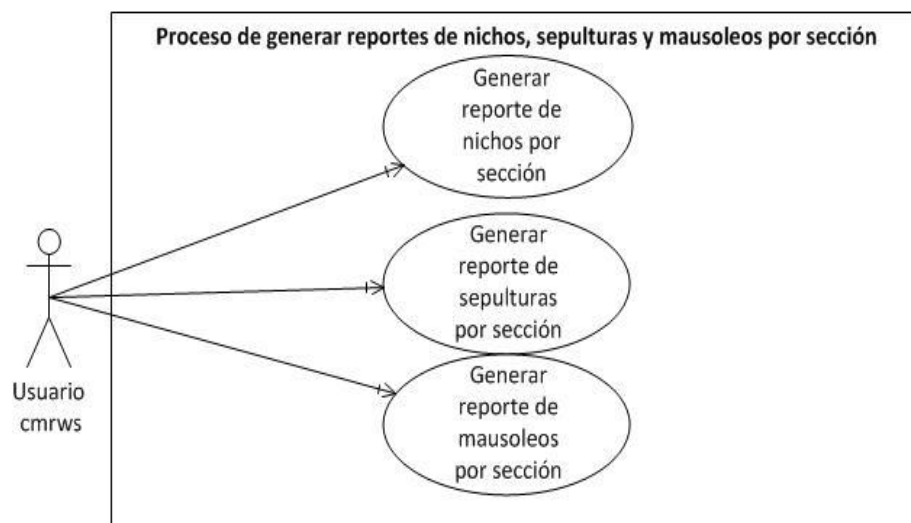 Proceso de generar reportes de nichos, sepulturas y mausoleos por sección
Generar
reporte de
nichos por
sección
Generar
reporte de
sepulturas
por sección
Generar
reporte de
mausoleos
por sección
Usuario
cmrws